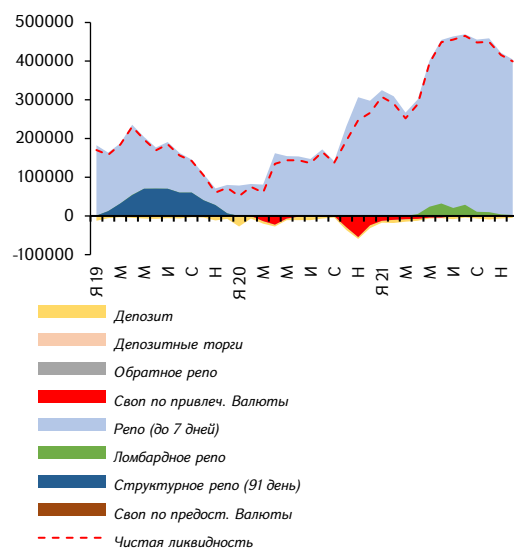 500000
400000
300000
200000
100000
0
-100000
Я 19
М
М
И
С
Н
Я 20
М
М
И
С
Н
Я 21
М
М
И
С
Н
Депозит
Депозитные торги
Обратное репо
Своп по привлеч. Валюты
Репо (до 7 дней)
Ломбардное репо
Структурное репо (91 день)
Своп по предост. Валюты
Чистая ликвидность